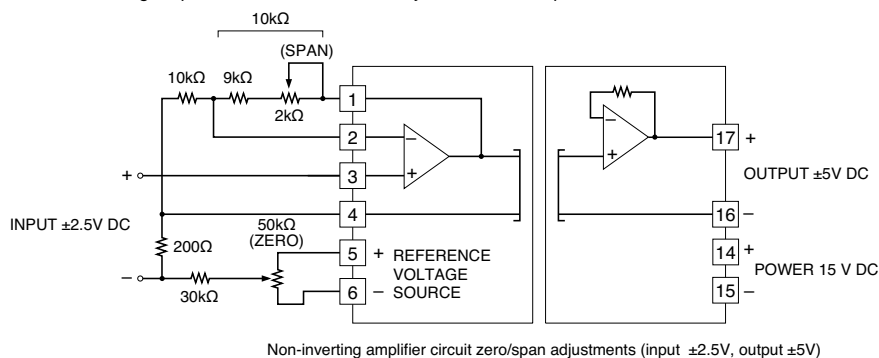 10kΩ
(SPAN)
10kΩ 9kΩ
2kΩ
1
2
3
4
5
6
− +
+
INPUT ±2.5V DC
−
200Ω
30kΩ
50kΩ
(ZERO)
+ REFERENCE
VOLTAGE
− SOURCE
− +
17 +
OUTPUT ±5V DC
16 −
14 +
POWER 15 V DC
15 −
Non-inverting amplifier circuit zero/span adjustments (input ±2.5V, output ±5V)